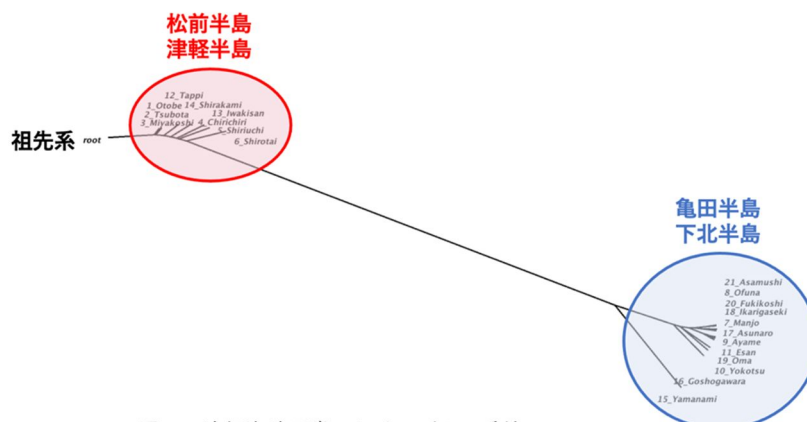 松前半島
津軽半島
12_Tappi
1_Otobe 14_Shirakami
2_Tsubota 13_Iwakisan
3_Miyakoshi 4_Chirichiri
5_Shiriuchi
6_Shirotai
祖先系 root
亀田半島
下北半島
21_Asamushi
8_Ofuna
20_Fukikoshi
18_Ikarigaseki
7_Manjo
17_Asunaro
9_Ayame
11_Esan
19_Oma
10_Yokotsu
16_Goshogawara
15_Yamanami